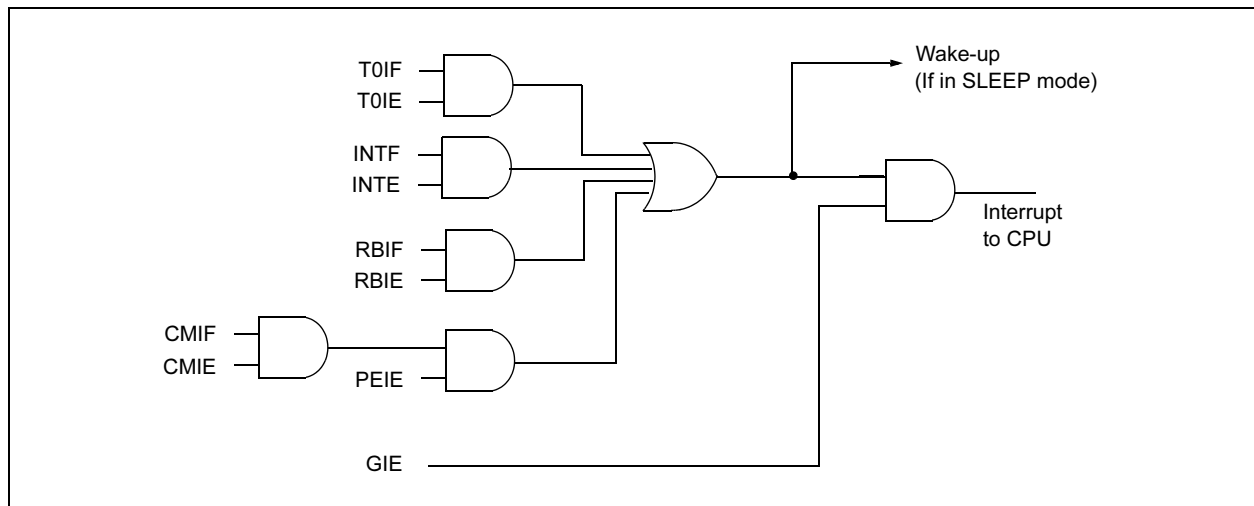 Wake-up
(If in SLEEP mode)
T0IF
T0IE
INTF
INTE
Interrupt
to CPU
RBIF
RBIE
CMIF
CMIE
PEIE
GIE